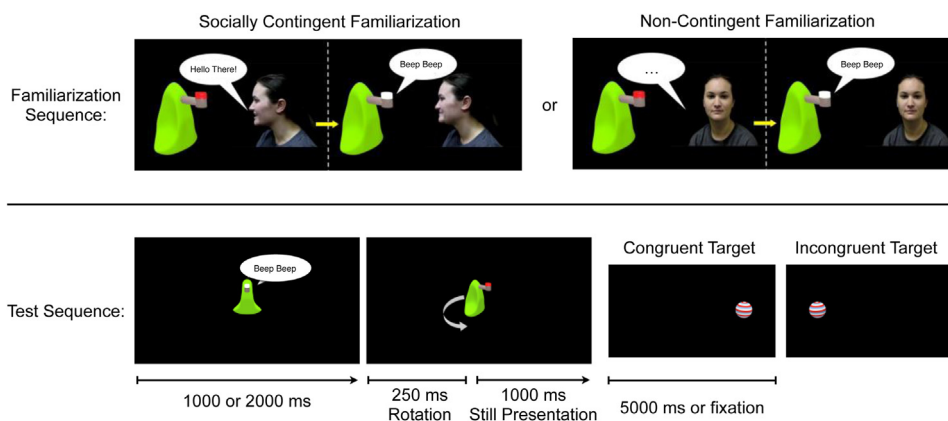 Socially Contingent Familiarization
Non-Contingent Familiarization
Familiarization
Sequence:
Hello There!
Beep Beep
or
...
Beep Beep
Test Sequence:
Beep Beep
Congruent Target
Incongruent Target
1000 or 2000 ms
250 ms
Rotation
1000 ms
Still Presentation
5000 ms or fixation